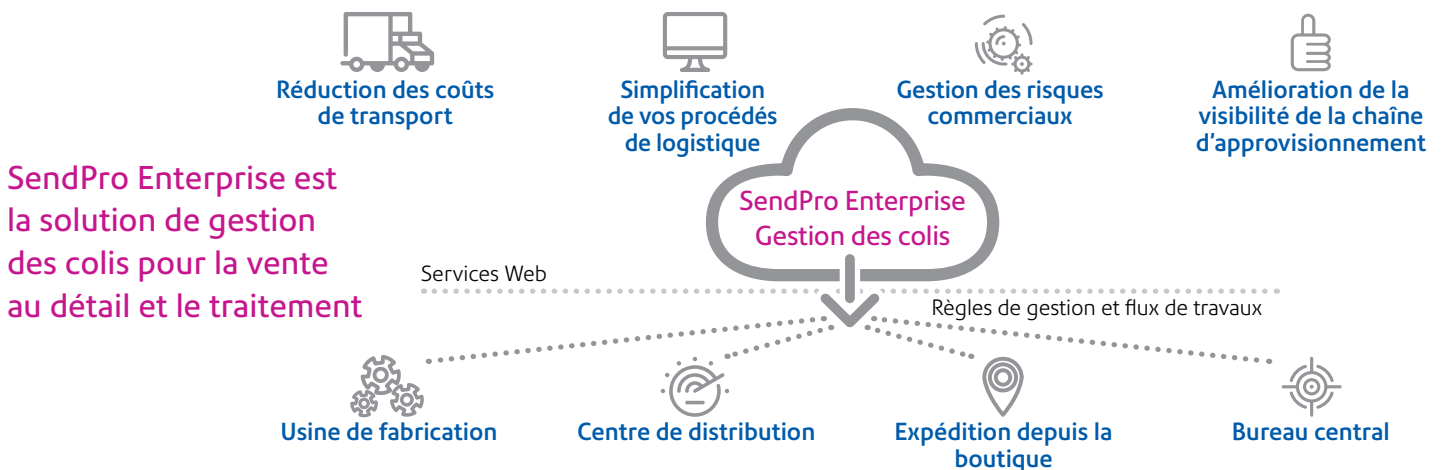 Réduction des coûts
de transport
Simplification
de vos procédés
de logistique
Gestion des risques
commerciaux
Amélioration de la
visibilité de la chaîne
d'approvisionnement
SendPro Enterprise est
la solution de gestion
des colis pour la vente
au détail et le traitement
SendPro Enterprise
Gestion des colis
Services Web
Règles de gestion et flux de travaux
Usine de fabrication
Centre de distribution
Expédition depuis la
boutique
Bureau central